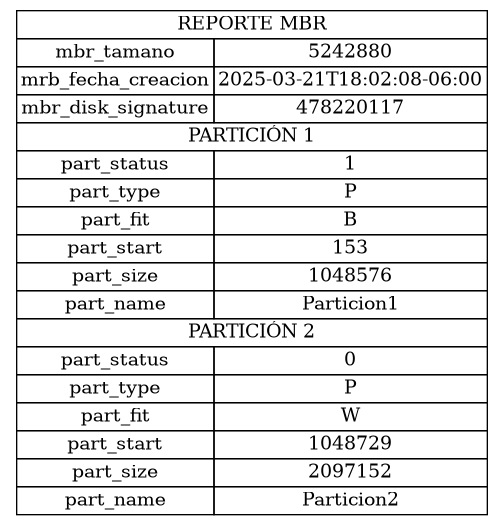 REPORTE MBR
mbr_tamano 5242880
mrb_fecha_creacion 2025-03-21T18:02:08-06:00
mbr_disk_signature 478220117
PARTICIÓN 1
part_status 1
part_type P
part_fit B
part_start 153
part_size 1048576
part_name Particion1
PARTICIÓN 2
part_status 0
part_type P
part_fit W
part_start 1048729
part_size 2097152
part_name Particion2